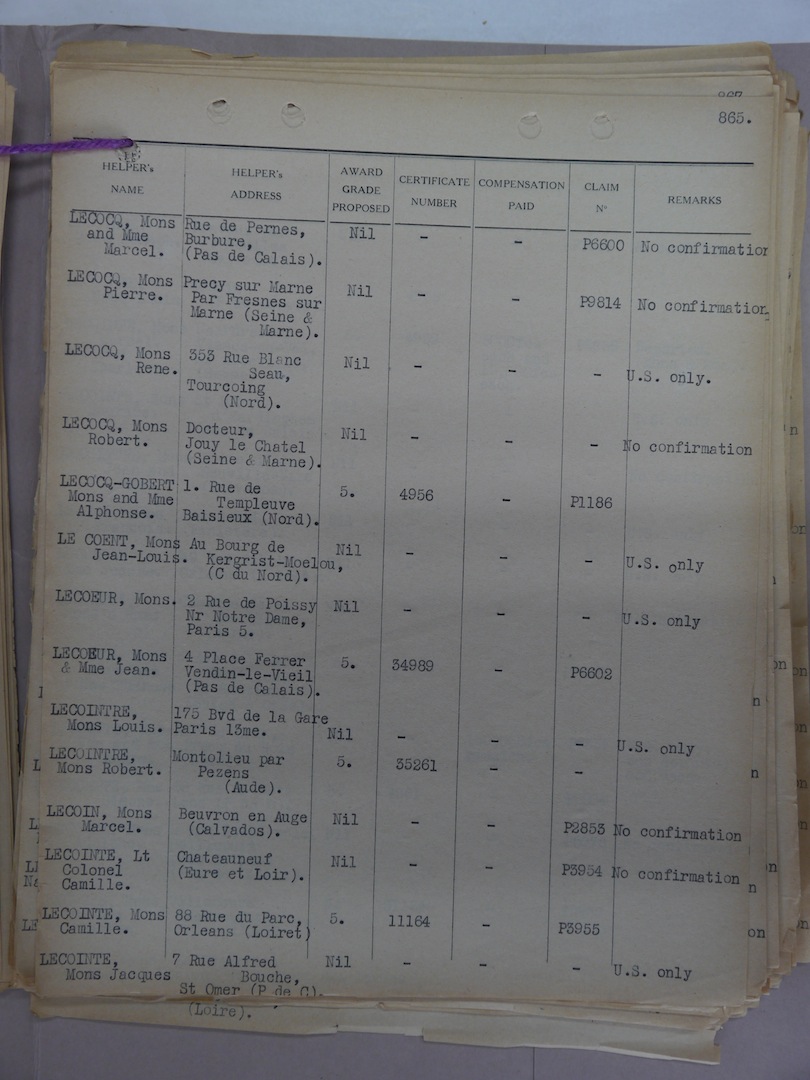 865.
HELPER's NAME HELPER's ADDRESS AWARD GRADE PROPOSED CERTIFICATE NUMBER COMPENSATION PAID CLAIM Nº REMARKS
LECOCQ, Mons Rue de Pernes, Nil - - P6600 No confirmation
and Mme Burbure,
Marcel. (Pas de Calais).
LECOCQ, Mons Precy sur Marne Nil - - P9814 No confirmation
Pierre. Par Fresnes sur
Marne (Seine &
Marne).
LECOCQ, Mons 353 Rue Blanc Nil - - - U.S. only.
Rene. Seau,
Tourcoing
(Nord).
LECOCQ, Mons Docteur, Nil - - - No confirmation
Robert. Jouy le Chatel
(Seine & Marne).
LECOCQ-GOBERT 1. Rue de 5. 4956 - P1186
Mons and Mme Templeuve
Alphonse. Baisieux (Nord).
LE COENT, Mons Au Bourg de Nil - - - U.S. only
Jean-Louis. Kergrist-Moelou,
(C du Nord).
LECOEUR, Mons. 2 Rue de Poissy Nil - - - U.S. only
Nr Notre Dame,
Paris 5.
LECOEUR, Mons 4 Place Ferrer 5. 34989 - P6602
& Mme Jean. Vendin-le-Vieil
(Pas de Calais).
LECOINTRE, 175 Bvd de la Gare
Mons Louis. Paris 13me. Nil - - - U.S. only
LECOINTRE, Montolieu par 5. 35261 - -
Mons Robert. Pezens
(Aude).
LECOIN, Mons Beuvron en Auge Nil - - P2853 No confirmation
Marcel. (Calvados).
LECOINTE, Lt Chateauneuf Nil - - P3954 No confirmation
Colonel (Eure et Loir).
Camille.
LECOINTE, Mons 88 Rue du Parc, 5. 11164 - P3955
Camille. Orleans (Loiret)
LECOINTE, 7 Rue Alfred Nil - - - U.S. only
Mons Jacques Bouche,
St Omer (P de C).
(Loire).